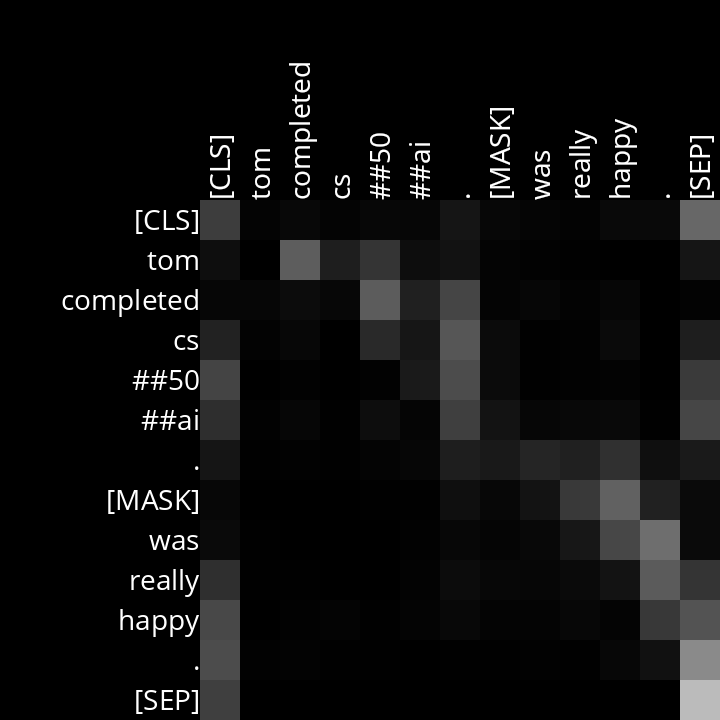 [CLS] tom completed cs ##50 ##ai . [MASK] was really happy . [SEP]
[CLS]
tom
completed
cs
##50
##ai
.
[MASK]
was
really
happy
.
[SEP]